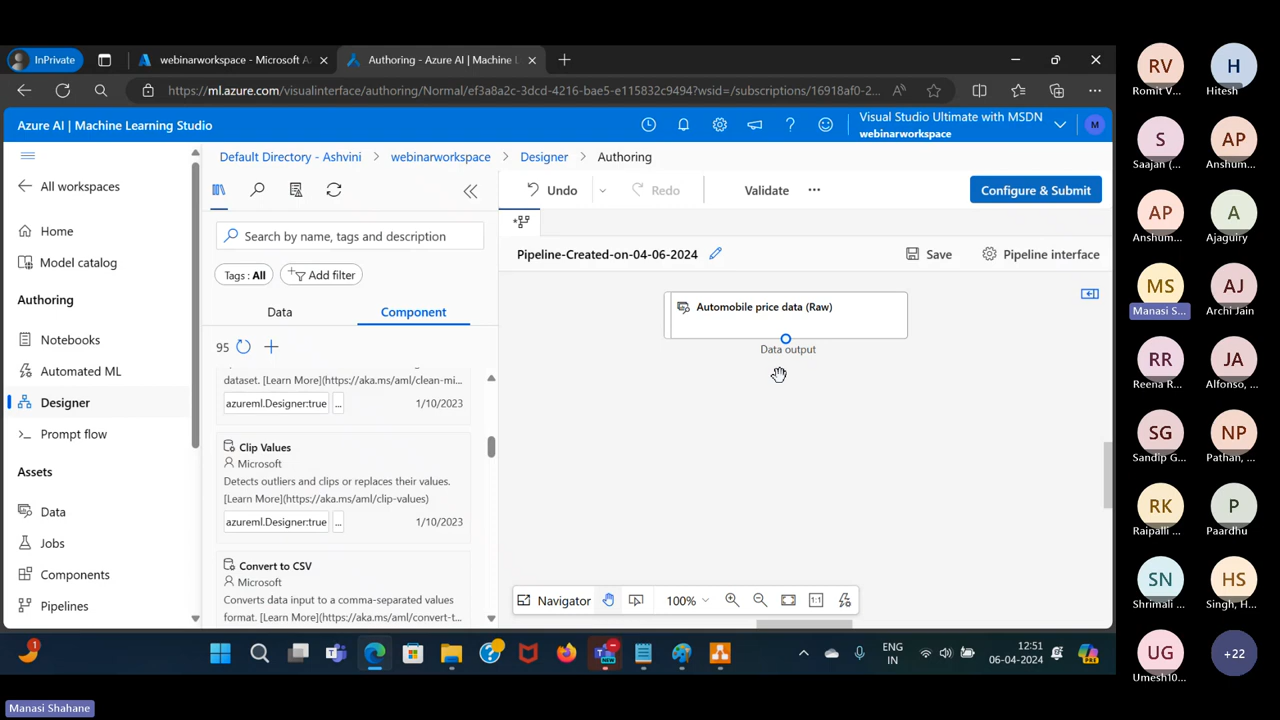 InPrivate
webinarworkspace - Microsoft A
Authoring - Azure AI | Machine L
https://ml.azure.com/visualinterface/authoring/Normal/ef3a8a2c-3dcd-4216-bae5-e115832c9494?wsid=/subscriptions/16918af0-2...
Azure AI | Machine Learning Studio
Visual Studio Ultimate with MSDN
webinarworkspace
M
All workspaces
Home
Model catalog
Authoring
Notebooks
Automated ML
Designer
Prompt flow
Assets
Data
Jobs
Components
Pipelines
Default Directory - Ashvini > webinarworkspace > Designer > Authoring
Search by name, tags and description
Tags : All
Add filter
Data
Component
95
dataset. [Learn More](https://aka.ms/aml/clean-mi...
azureml.Designer:true
...
1/10/2023
Clip Values
Microsoft
Detects outliers and clips or replaces their values.
[Learn More](https://aka.ms/aml/clip-values)
azureml.Designer:true
...
1/10/2023
Convert to CSV
Microsoft
Converts data input to a comma-separated values
format. [Learn More](https://aka.ms/aml/convert-t...
Undo
Redo
Validate
...
Configure & Submit
Pipeline-Created-on-04-06-2024
Save
Pipeline interface
Automobile price data (Raw)
Data output
Navigator
100%
1:1
1
NEW
ENG
IN
12:51
06-04-2024
PRE
RV
Romit V...
H
Hitesh
S
Saajan (...
AP
Anshum...
AP
Anshum...
A
Ajaguiry
MS
Manasi S...
AJ
Archi Jain
RR
Reena R...
JA
Alfonso, ...
SG
Sandip G...
NP
Pathan, ...
RK
Raipalli ...
P
Paardhu
SN
Shrimali ...
HS
Singh, H...
UG
Umesh10...
+22
Manasi Shahane